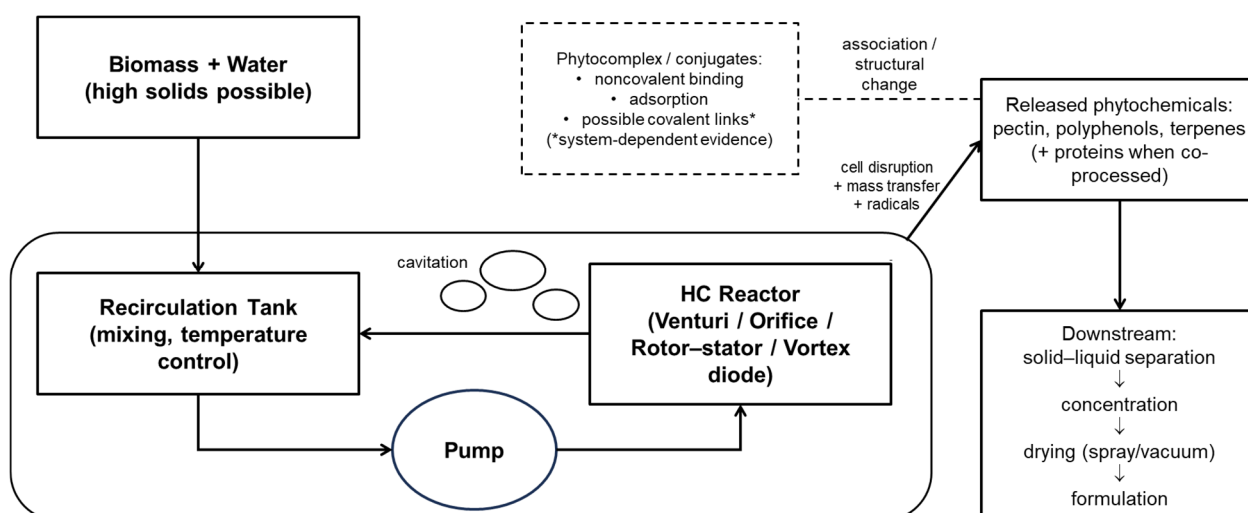 Biomass + Water
(high solids possible)
Phytocomplex / conjugates:
• noncovalent binding
• adsorption
• possible covalent links*
(*system-dependent evidence)
association /
structural
change
Released phytochemicals:
pectin, polyphenols, terpenes
(+ proteins when co-
processed)
cell disruption
+ mass transfer
+ radicals
cavitation
Recirculation Tank
(mixing, temperature
control)
HC Reactor
(Venturi / Orifice /
Rotor–stator / Vortex
diode)
Pump
Downstream:
solid–liquid separation
↓
concentration
↓
drying (spray/vacuum)
↓
formulation